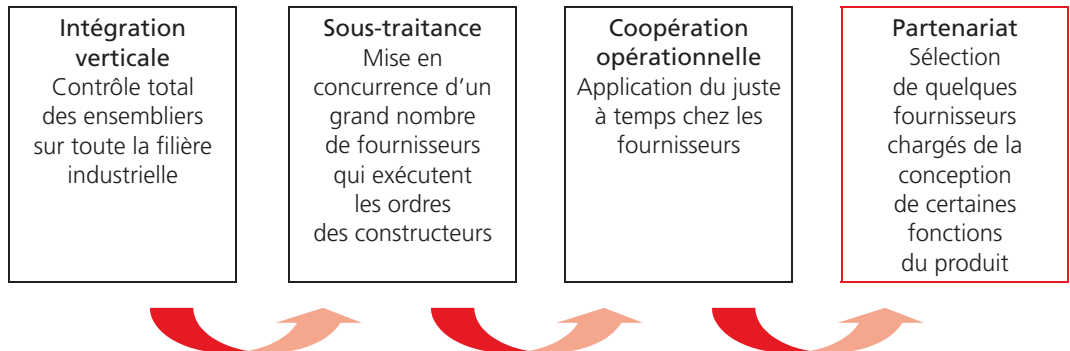 Intégration
verticale
Contrôle total
des ensembliers
sur toute la filière
industrielle
Sous-traitance
Mise en
concurrence d'un
grand nombre
de fournisseurs
qui exécutent
les ordres
des constructeurs
Coopération
opérationnelle
Application du juste
à temps chez les
fournisseurs
Partenariat
Sélection
de quelques
fournisseurs
chargés de la
conception
de certaines
fonctions
du produit